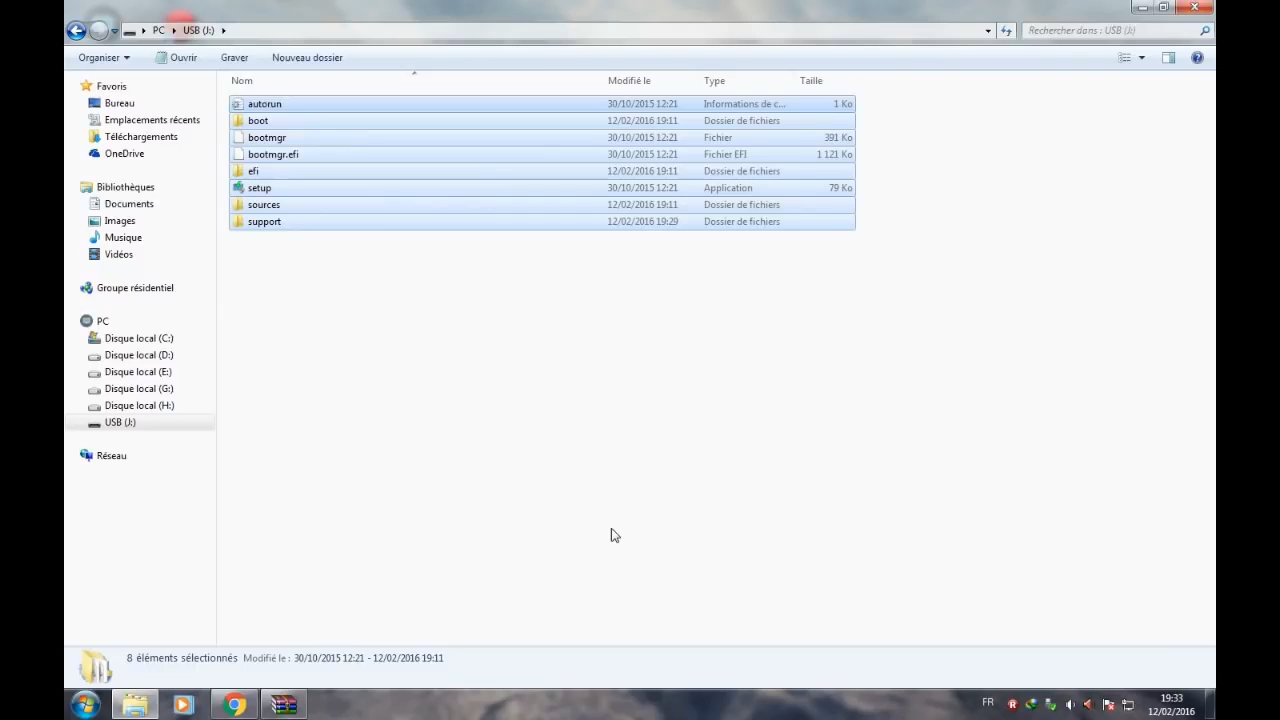 PC USB (J:)
Rechercher dans : USB (J:)
Organiser Ouvrir Graver Nouveau dossier
Nom Modifié le Type Taille
Favoris
Bureau
Emplacements récents
Téléchargements
OneDrive
Bibliothèques
Documents
Images
Musique
Vidéos
Groupe résidentiel
PC
Disque local (C:)
Disque local (D:)
Disque local (E:)
Disque local (G:)
Disque local (H:)
USB (J:)
Réseau
autorun 30/10/2015 12:21 Informations de c... 1 Ko
boot 12/02/2016 19:11 Dossier de fichiers
bootmgr 30/10/2015 12:21 Fichier 391 Ko
bootmgr.efi 30/10/2015 12:21 Fichier EFI 1 121 Ko
efi 12/02/2016 19:11 Dossier de fichiers
setup 30/10/2015 12:21 Application 79 Ko
sources 12/02/2016 19:11 Dossier de fichiers
support 12/02/2016 19:29 Dossier de fichiers
8 éléments sélectionnés Modifié le : 30/10/2015 12:21 - 12/02/2016 19:11
FR
19:33
12/02/2016